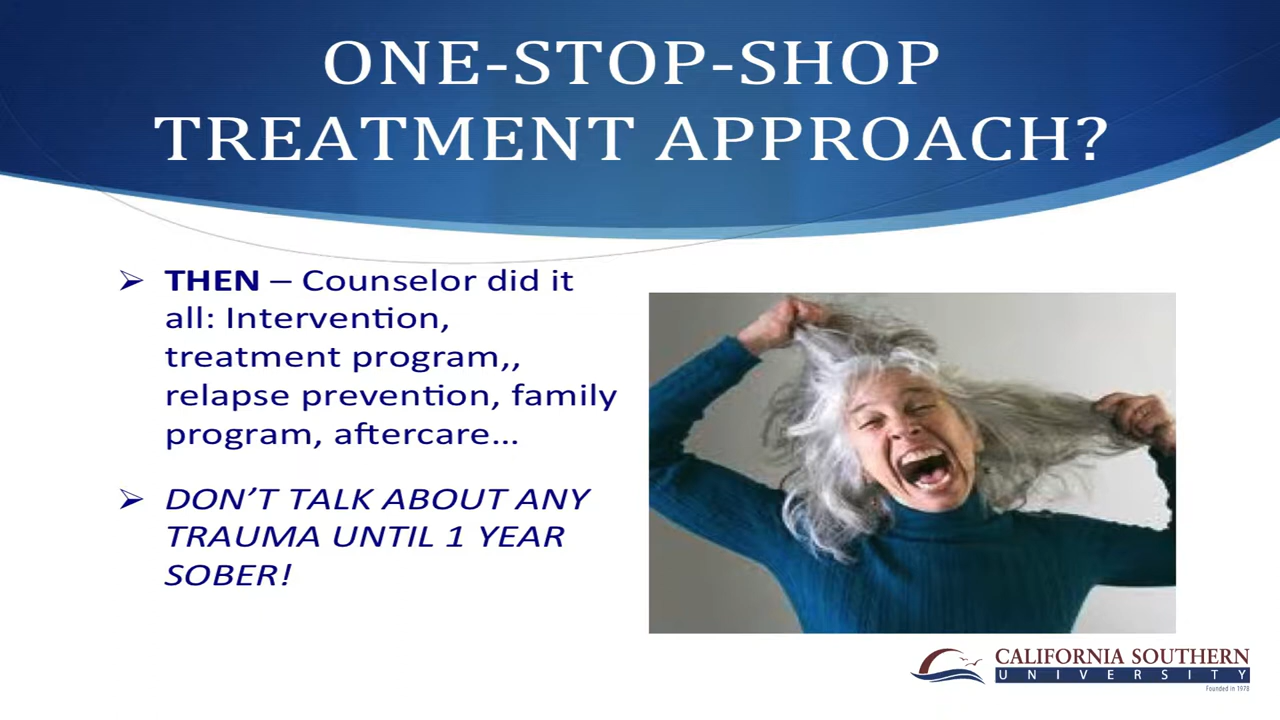 ONE-STOP-SHOP
TREATMENT APPROACH?
➢ THEN – Counselor did it
all: Intervention,
treatment program,,
relapse prevention, family
program, aftercare...
➢ DON'T TALK ABOUT ANY
TRAUMA UNTIL 1 YEAR
SOBER!
CALIFORNIA SOUTHERN
UNIVERSITY
Founded in 1978